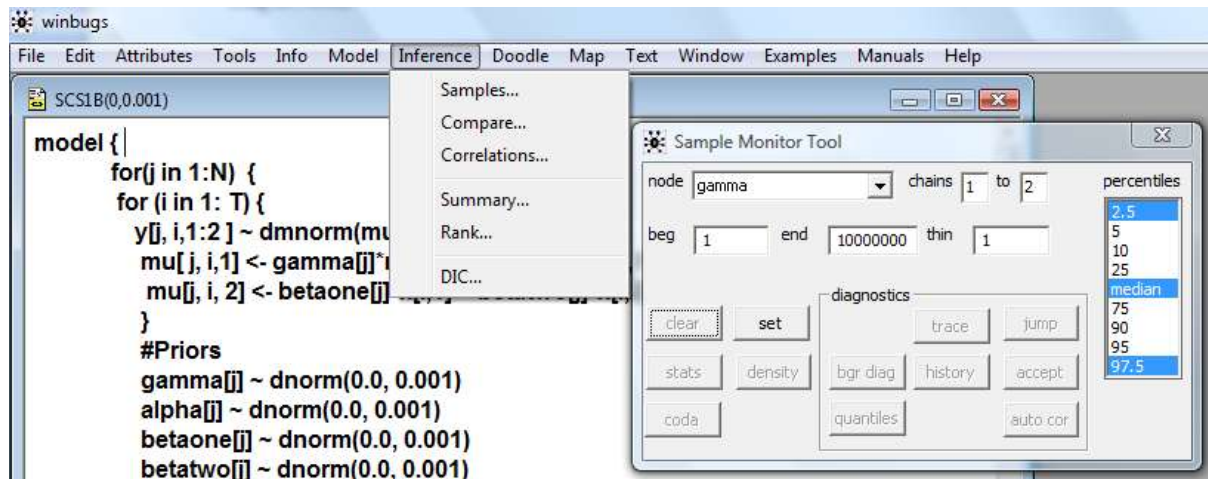 winbugs
File Edit Attributes Tools Info Model Inference Doodle Map Text Window Examples Manuals Help
SCS1B(0,0.001)
model {
for(j in 1:N) {
for (i in 1: T) {
y[j, i,1:2 ] ~ dmnorm(mu
mu[ j, i,1] <- gamma[j]*
mu[j, i, 2] <- betaone[j]
}
#Priors
gamma[j] ~ dnorm(0.0, 0.001)
alpha[j] ~ dnorm(0.0, 0.001)
betaone[j] ~ dnorm(0.0, 0.001)
betatwo[j] ~ dnorm(0.0, 0.001)
Samples...
Compare...
Correlations...
Summary...
Rank...
DIC...
Sample Monitor Tool
node gamma chains 1 to 2 percentiles
beg 1 end 10000000 thin 1
2.5
5
10
25
median
75
90
95
97.5
diagnostics
clear set trace jump
stats density bgr diag history accept
coda quantiles auto cor